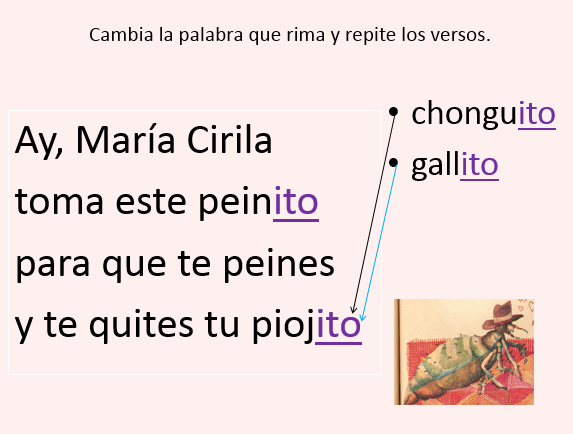 Cambia la palabra que rima y repite los versos.
Ay, María Cirila
toma este peinito
para que te peines
y te quites tu piojito
• chonguito
• gallito